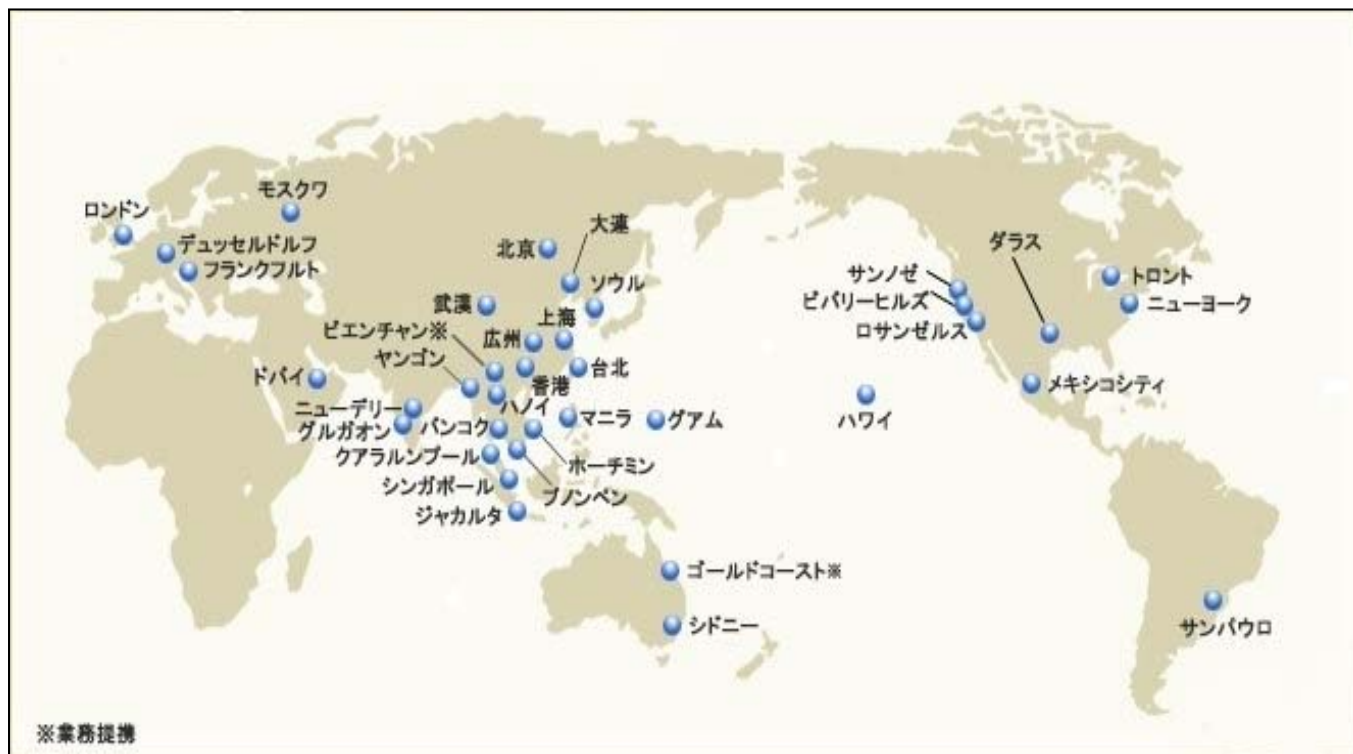 モスクワ
ロンドン
デュッセルドルフ
フランクフルト
北京
大連
ソウル
武漢
上海
ビエンチャン※
広州
ヤンゴン
ドバイ
香港
台北
ニューデリー
ハノイ
グルガオン
バンコク
マニラ
グアム
クアラルンプール
ホーチミン
シンガポール
プノンペン
ジャカルタ
ゴールドコースト※
シドニー
ダラス
サンノゼ
トロント
ビバリーヒルズ
ニューヨーク
ロサンゼルス
メキシコシティ
ハワイ
サンパウロ
※業務提携